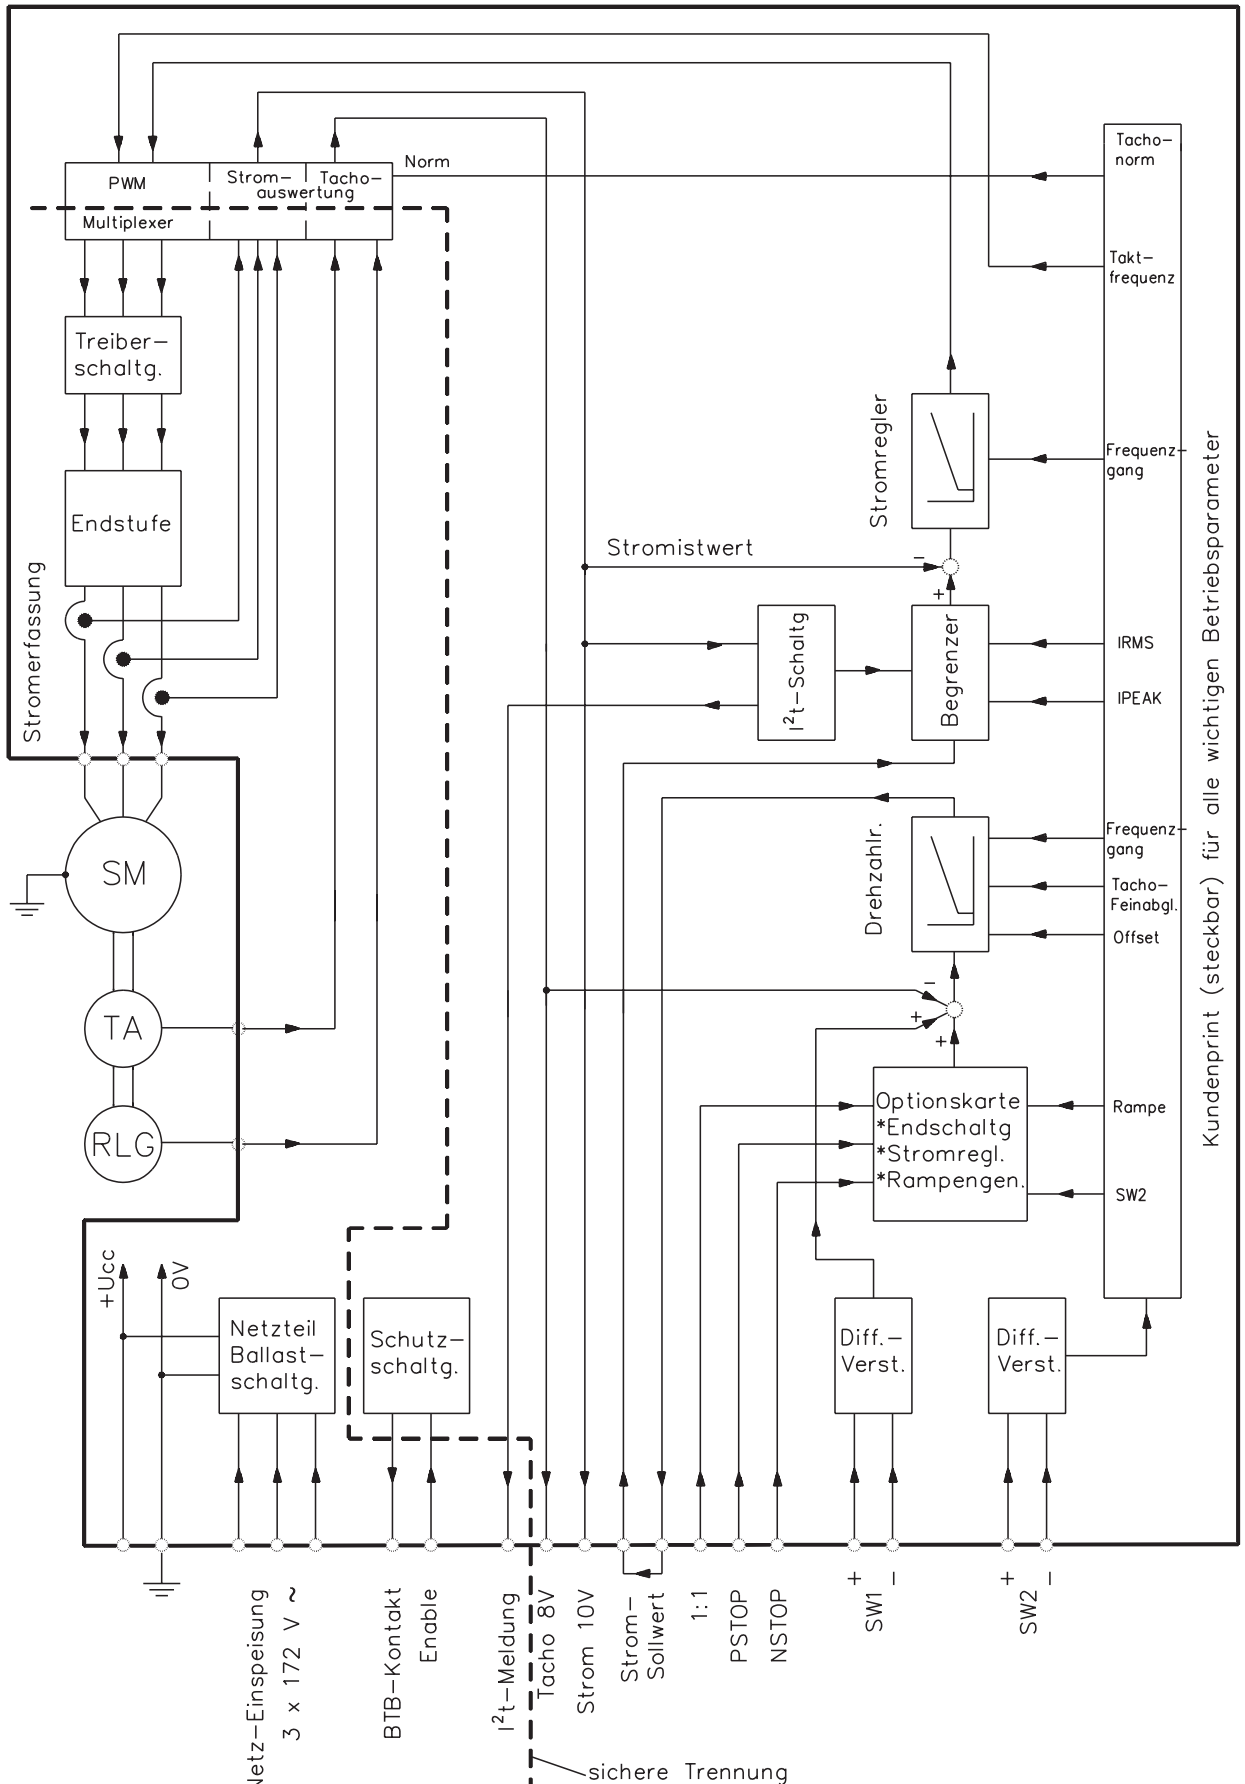 Norm
Tacho-
norm
PWM
Strom-
Tacho-
auswertung
Multiplexer
Takt-
frequenz
Treiber-
schaltg.
Stromregler
Frequenz-
gang
Endstufe
Stromistwert
Stromerfassung
-
+
I²t-Schaltg
Begrenzer
IRMS
IPEAK
Kundenprint (steckbar) für alle wichtigen Betriebsparameter
SM
Drehzahlr.
Frequenz-
gang
Tacho-
Feinabgl.
Offset
TA
-
+
+
RLG
Optionskarte
*Endschaltg
*Stromregl.
*Rampengen.
Rampe
SW2
+Ucc
0V
Netzteil
Ballast-
schaltg.
Schutz-
schaltg.
Diff.-
Verst.
Diff.-
Verst.
Netz-Einspeisung
3 x 172 V ~
BTB-Kontakt
Enable
I²t-Meldung
Tacho 8V
Strom 10V
Strom-
Sollwert
1:1
PSTOP
NSTOP
+
SW1
-
+
SW2
-
sichere Trennung